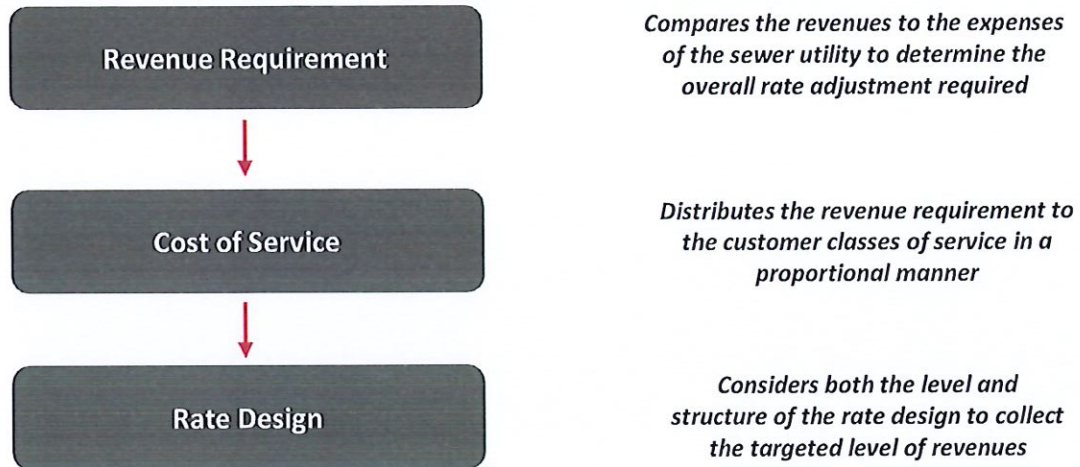 Revenue Requirement
Compares the revenues to the expenses
of the sewer utility to determine the
overall rate adjustment required
Cost of Service
Distributes the revenue requirement to
the customer classes of service in a
proportional manner
Rate Design
Considers both the level and
structure of the rate design to collect
the targeted level of revenues